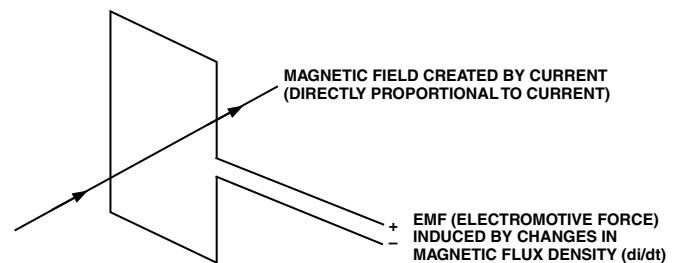 MAGNETIC FIELD CREATED BY CURRENT
(DIRECTLY PROPORTIONAL TO CURRENT)
+ EMF (ELECTROMOTIVE FORCE)
– INDUCED BY CHANGES IN
MAGNETIC FLUX DENSITY (di/dt)